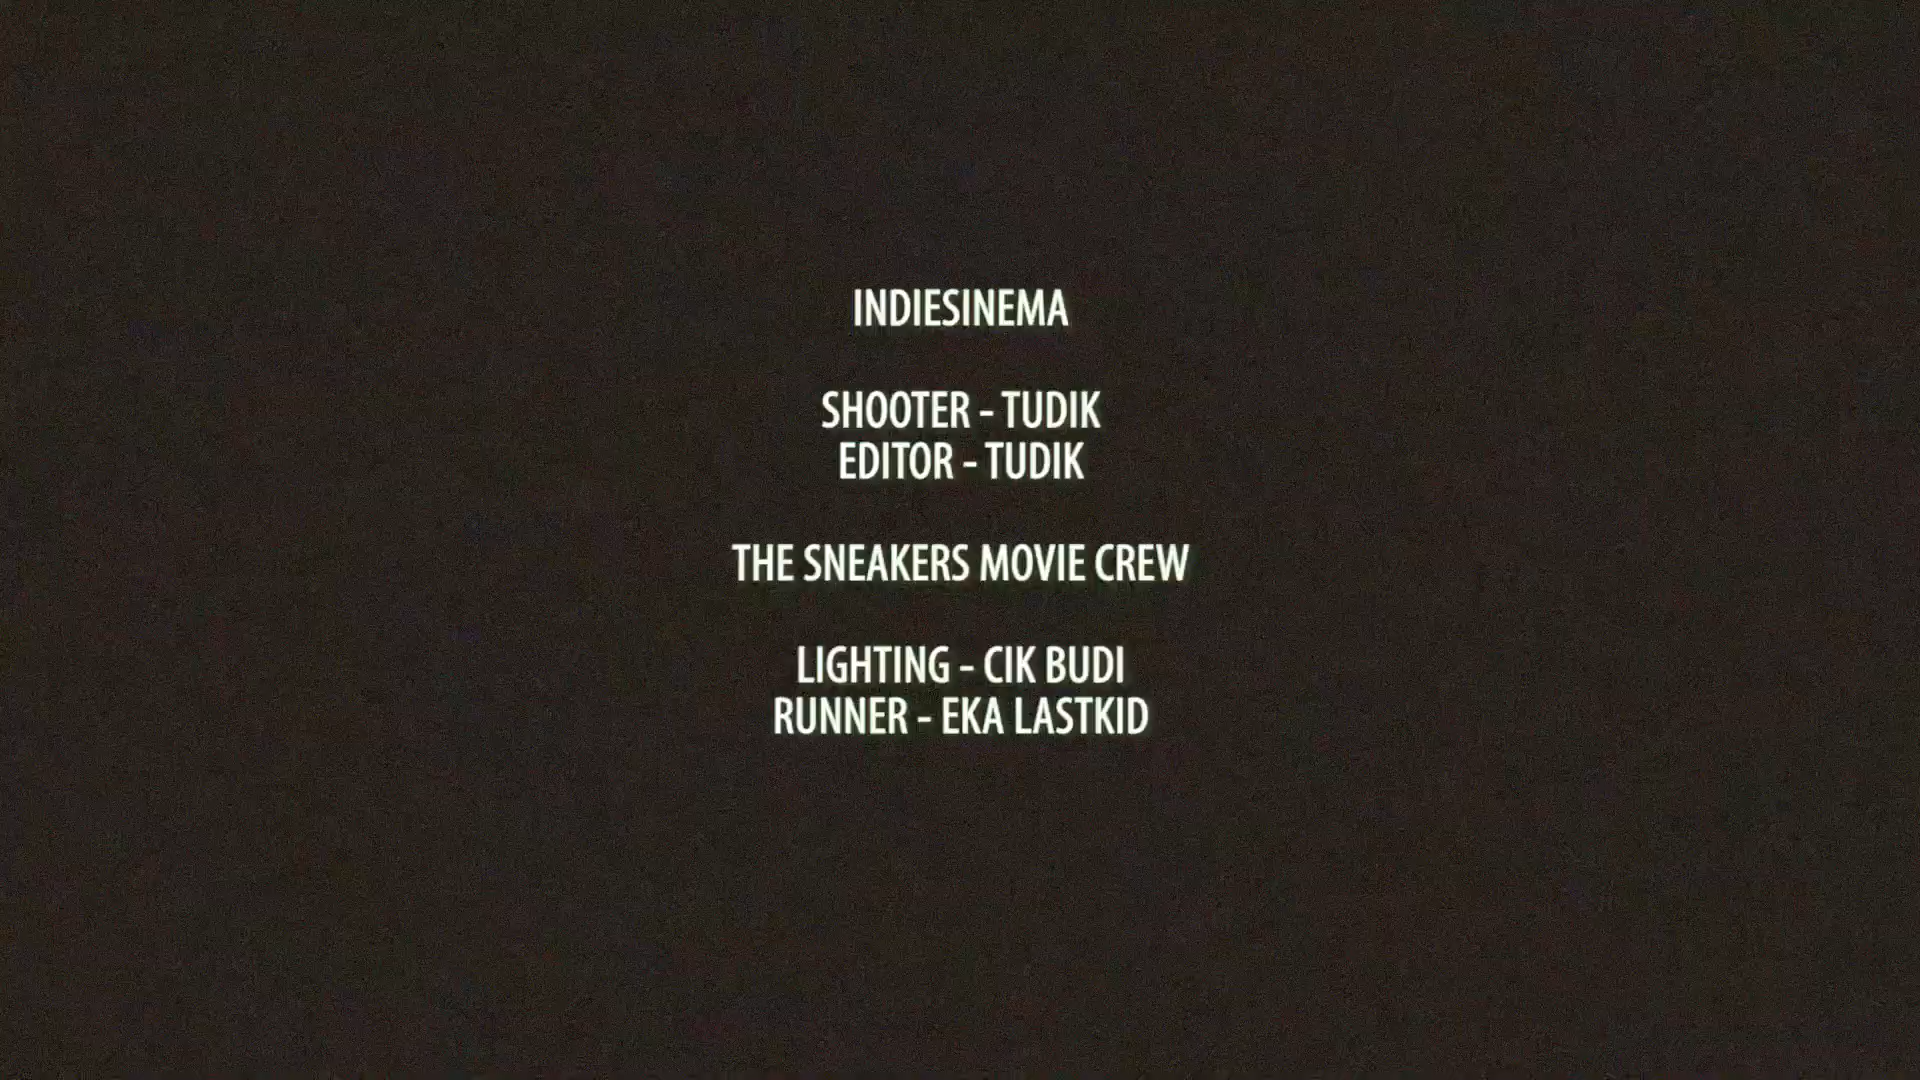 INDIESINEMA
SHOOTER - TUDIK
EDITOR - TUDIK
THE SNEAKERS MOVIE CREW
LIGHTING - CIK BUDI
RUNNER - EKA LASTKID